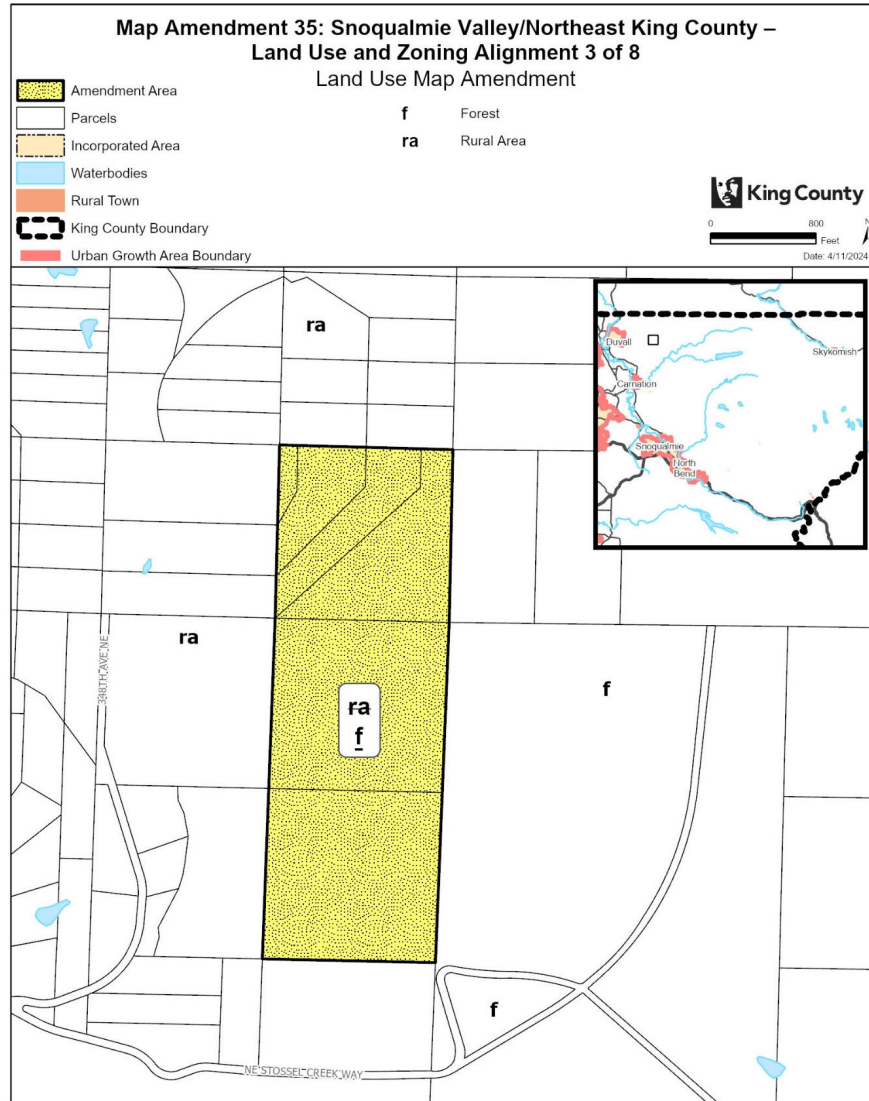 Map Amendment 35: Snoqualmie Valley/Northeast King County –
Land Use and Zoning Alignment 3 of 8
Land Use Map Amendment
Amendment Area
Parcels
Incorporated Area
Waterbodies
Rural Town
King County Boundary
Urban Growth Area Boundary
f Forest
ra Rural Area
King County
0 800
Feet
N
Date: 4/11/2024
Duvall
Skykomish
Carnation
Snoqualmie
North
Bend
ra
ra
ra
f
f
f
348TH AVE NE
NE STOSSEL CREEK WAY